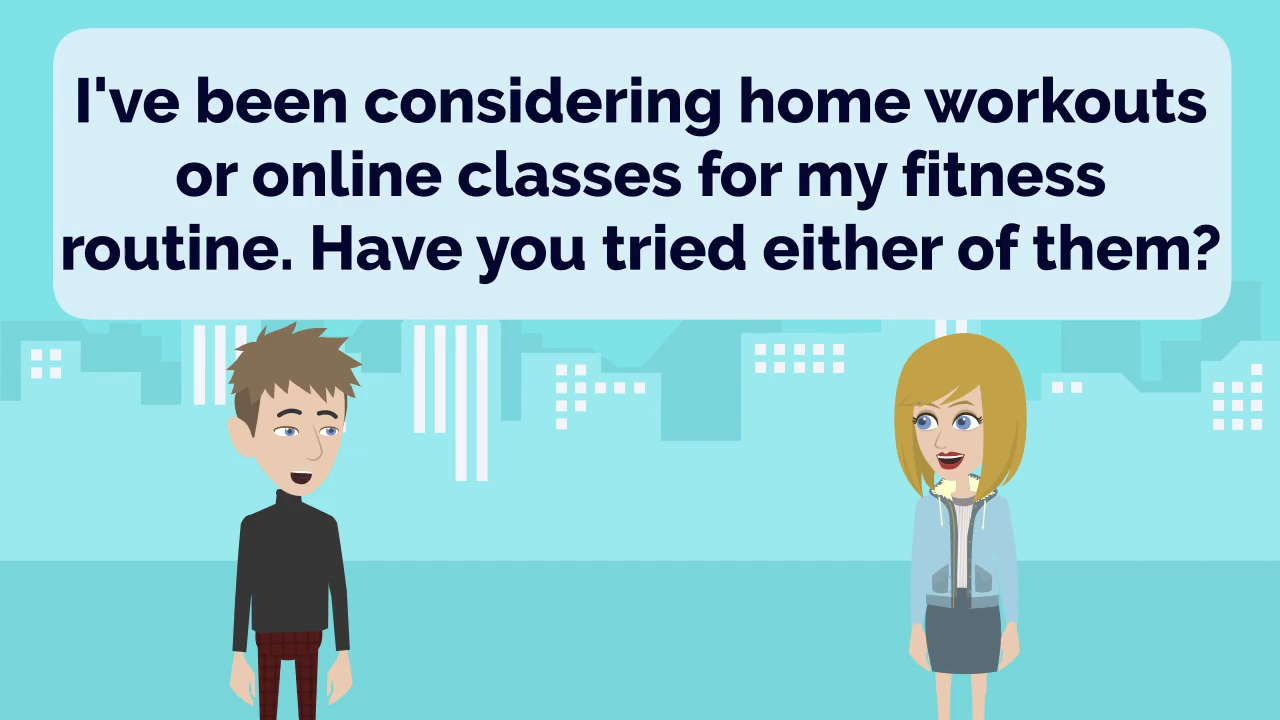 I've been considering home workouts
or online classes for my fitness
routine. Have you tried either of them?